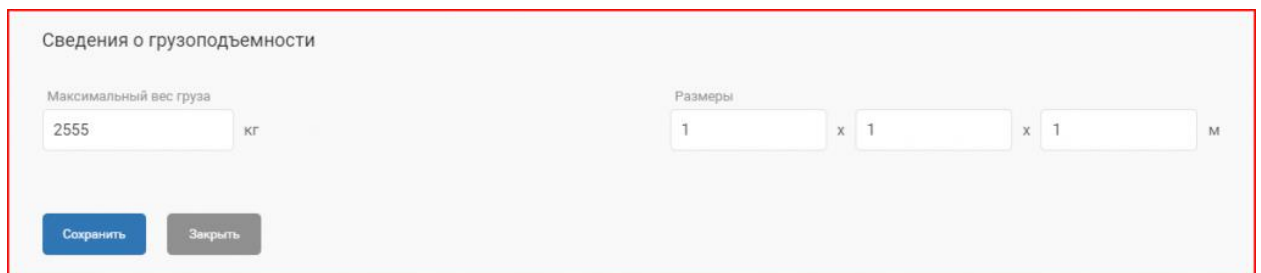 Сведения о грузоподъемности
Максимальный вес груза Размеры
2555 кг 1 x 1 x 1 м
Сохранить Закрыть